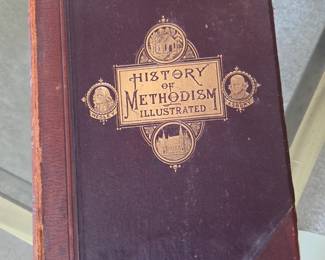 HISTORY
OF
METHODISM
ILLUSTRATED